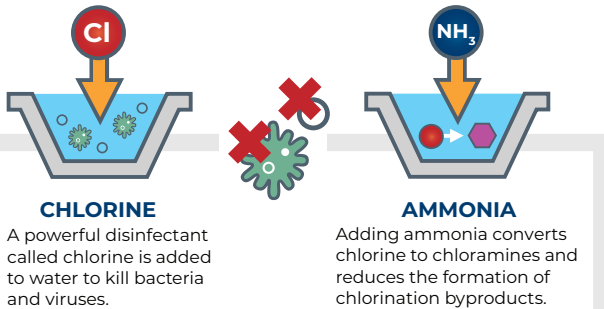 Cl
CHLORINE
A powerful disinfectant
called chlorine is added
to water to kill bacteria
and viruses.
NH₃
AMMONIA
Adding ammonia converts
chlorine to chloramines and
reduces the formation of
chlorination byproducts.